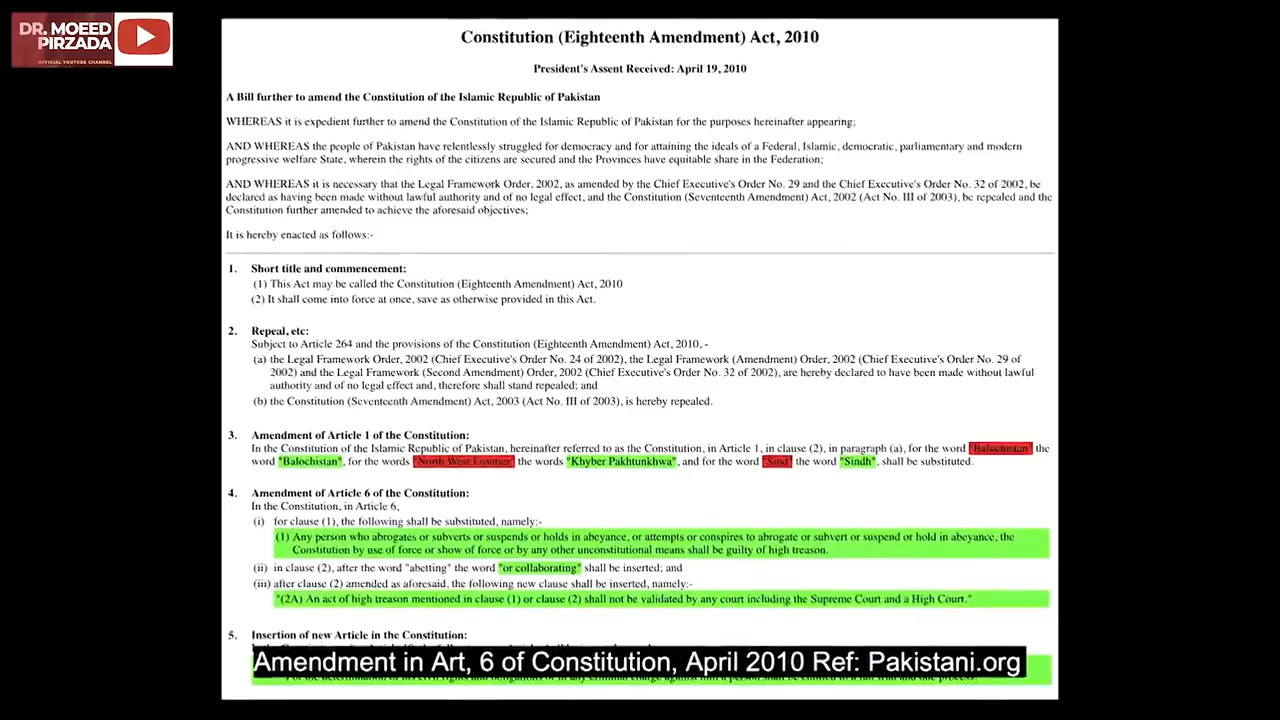 DR. MOEED
PIRZADA
OFFICIAL YOUTUBE CHANNEL
Constitution (Eighteenth Amendment) Act, 2010
President's Assent Received: April 19, 2010
A Bill further to amend the Constitution of the Islamic Republic of Pakistan
WHEREAS it is expedient further to amend the Constitution of the Islamic Republic of Pakistan for the purposes hereinafter appearing;
AND WHEREAS the people of Pakistan have relentlessly struggled for democracy and for attaining the ideals of a Federal, Islamic, democratic, parliamentary and modern
progressive welfare State, wherein the rights of the citizens are secured and the Provinces have equitable share in the Federation;
AND WHEREAS it is necessary that the Legal Framework Order, 2002, as amended by the Chief Executive's Order No. 29 and the Chief Executive's Order No. 32 of 2002, be
declared as having been made without lawful authority and of no legal effect, and the Constitution (Seventeenth Amendment) Act, 2002 (Act No. III of 2003), be repealed and the
Constitution further amended to achieve the aforesaid objectives;
It is hereby enacted as follows:-
1. Short title and commencement:
(1) This Act may be called the Constitution (Eighteenth Amendment) Act, 2010
(2) It shall come into force at once, save as otherwise provided in this Act.
2. Repeal, etc:
Subject to Article 264 and the provisions of the Constitution (Eighteenth Amendment) Act, 2010, -
(a) the Legal Framework Order, 2002 (Chief Executive's Order No. 24 of 2002), the Legal Framework (Amendment) Order, 2002 (Chief Executive's Order No. 29 of
2002) and the Legal Framework (Second Amendment) Order, 2002 (Chief Executive's Order No. 32 of 2002), are hereby declared to have been made without lawful
authority and of no legal effect and, therefore shall stand repealed; and
(b) the Constitution (Seventeenth Amendment) Act, 2003 (Act No. III of 2003), is hereby repealed.
3. Amendment of Article 1 of the Constitution:
In the Constitution of the Islamic Republic of Pakistan, hereinafter referred to as the Constitution, in Article 1, in clause (2), in paragraph (a), for the word the
word "Balochistan", for the words "North West Frontier" the words "Khyber Pakhtunkhwa", and for the word "Sind" the word "Sindh", shall be substituted.
4. Amendment of Article 6 of the Constitution:
In the Constitution, in Article 6,
(i) for clause (1), the following shall be substituted, namely:-
(1) Any person who abrogates or subverts or suspends or holds in abeyance, or attempts or conspires to abrogate or subvert or suspend or hold in abeyance, the
Constitution by use of force or show of force or by any other unconstitutional means shall be guilty of high treason.
(ii) in clause (2), after the word "abetting" the word "or collaborating" shall be inserted; and
(iii) after clause (2) amended as aforesaid, the following new clause shall be inserted, namely:-
"(2A) An act of high treason mentioned in clause (1) or clause (2) shall not be validated by any court including the Supreme Court and a High Court."
5. Insertion of new Article in the Constitution:
Amendment in Art, 6 of Constitution, April 2010 Ref: Pakistani.org